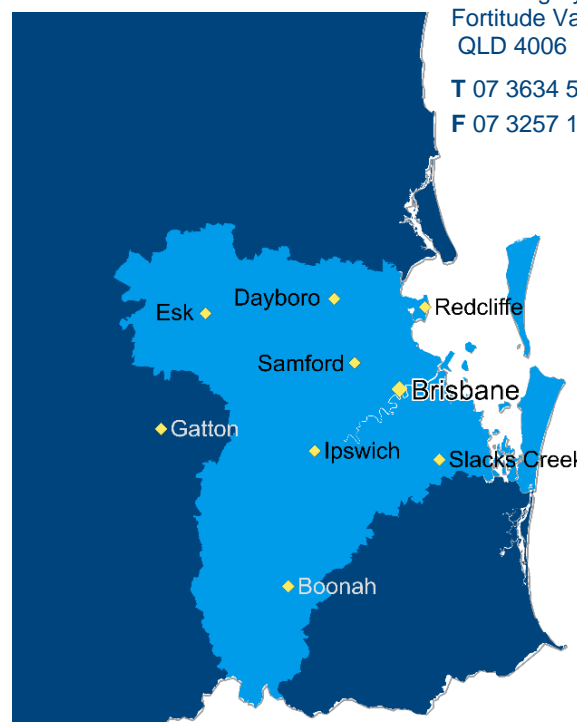 Fortitude Va
QLD 4006
T 07 3634 5
F 07 3257 1
Dayboro
Esk
Redcliffe
Samford
Brisbane
Gatton
Ipswich
Slacks Creek
Boonah